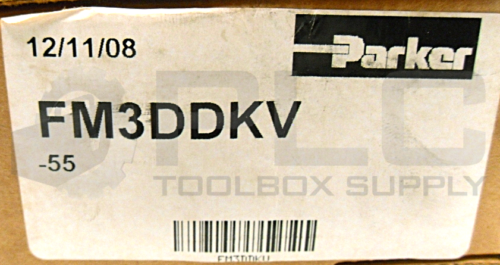 12/11/08
Parker
FM3DDKV
-55
PLC
TOOLBOX SUPPLY
FM3DDKV